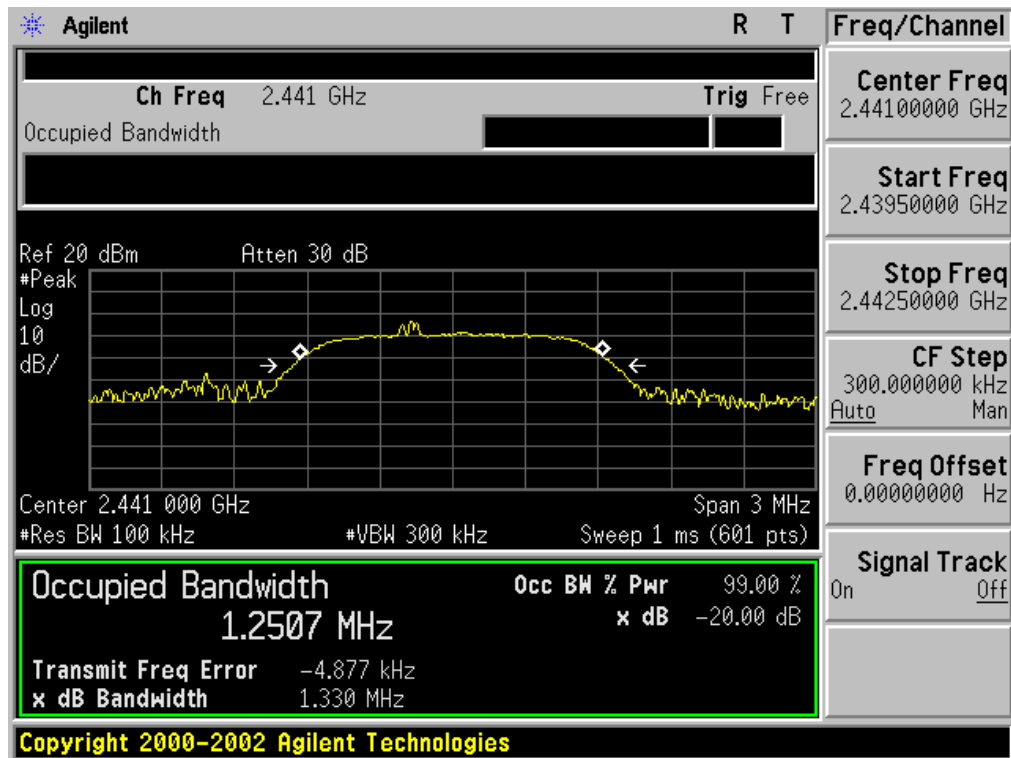 Agilent R T
Freq/Channel
Ch Freq 2.441 GHz Trig Free
Occupied Bandwidth
Center Freq
2.44100000 GHz
Start Freq
2.43950000 GHz
Stop Freq
2.44250000 GHz
CF Step
300.000000 kHz
Auto Man
Freq Offset
0.00000000 Hz
Signal Track
On Off
Ref 20 dBm Atten 30 dB
#Peak
Log
10
dB/
Center 2.441 000 GHz Span 3 MHz
#Res BW 100 kHz #VBW 300 kHz Sweep 1 ms (601 pts)
Occupied Bandwidth
1.2507 MHz
Occ BW % Pwr 99.00 %
x dB -20.00 dB
Transmit Freq Error -4.877 kHz
x dB Bandwidth 1.330 MHz
Copyright 2000-2002 Agilent Technologies